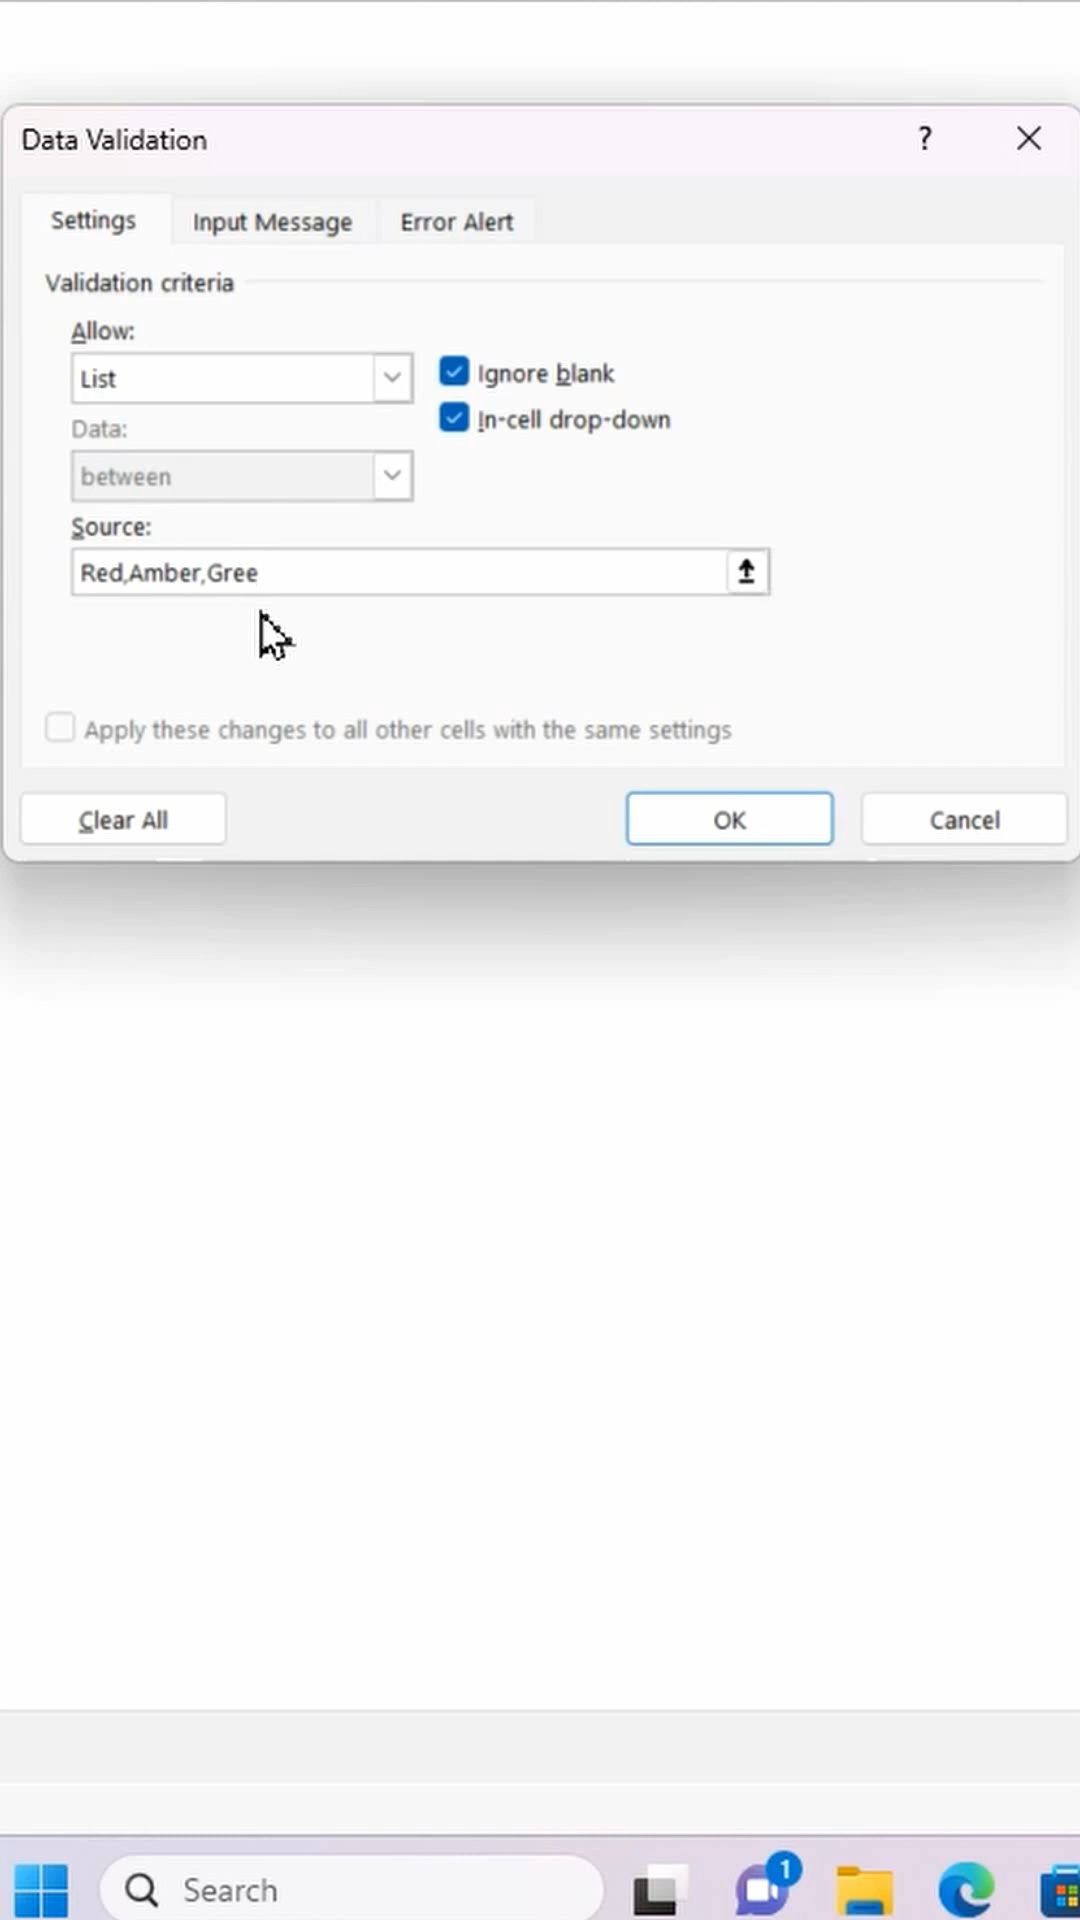 Data Validation ?
Settings Input Message Error Alert
Validation criteria
Allow:
List
Ignore blank
In-cell drop-down
Data:
between
Source:
Red,Amber,Gree
Apply these changes to all other cells with the same settings
Clear All OK Cancel
Search 1